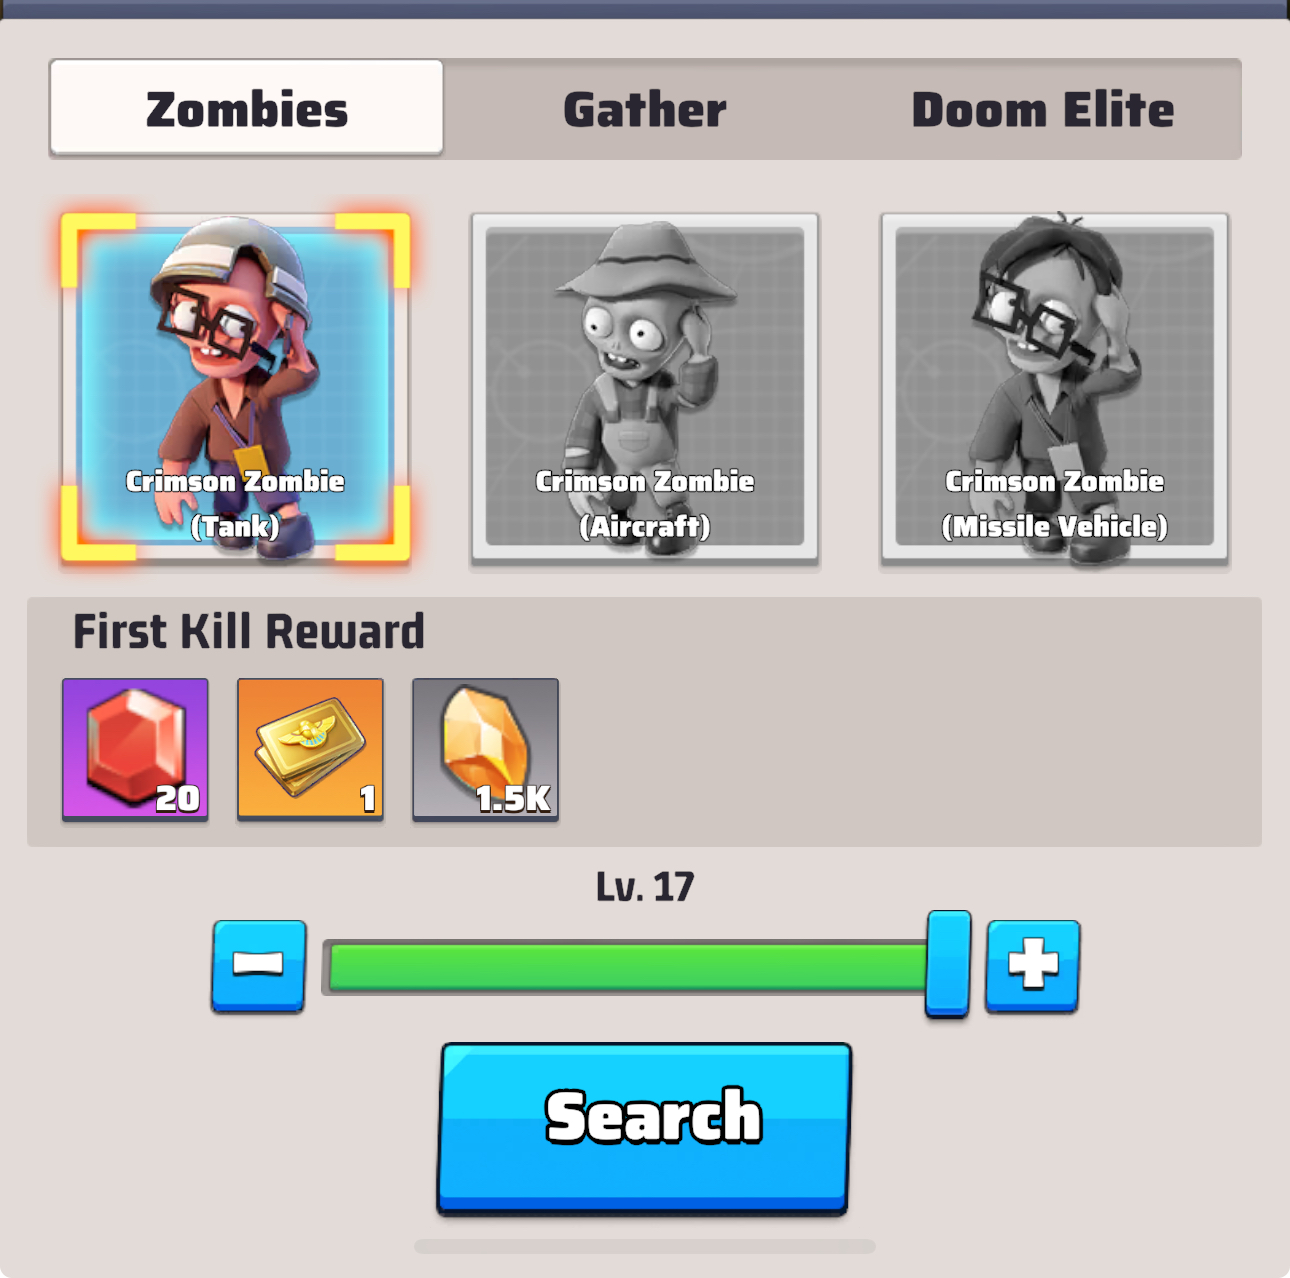 Zombies
Gather
Doom Elite
Crimson Zombie
(Tank)
Crimson Zombie
(Aircraft)
Crimson Zombie
(Missile Vehicle)
First Kill Reward
20
1
1.5K
Lv. 17
Search